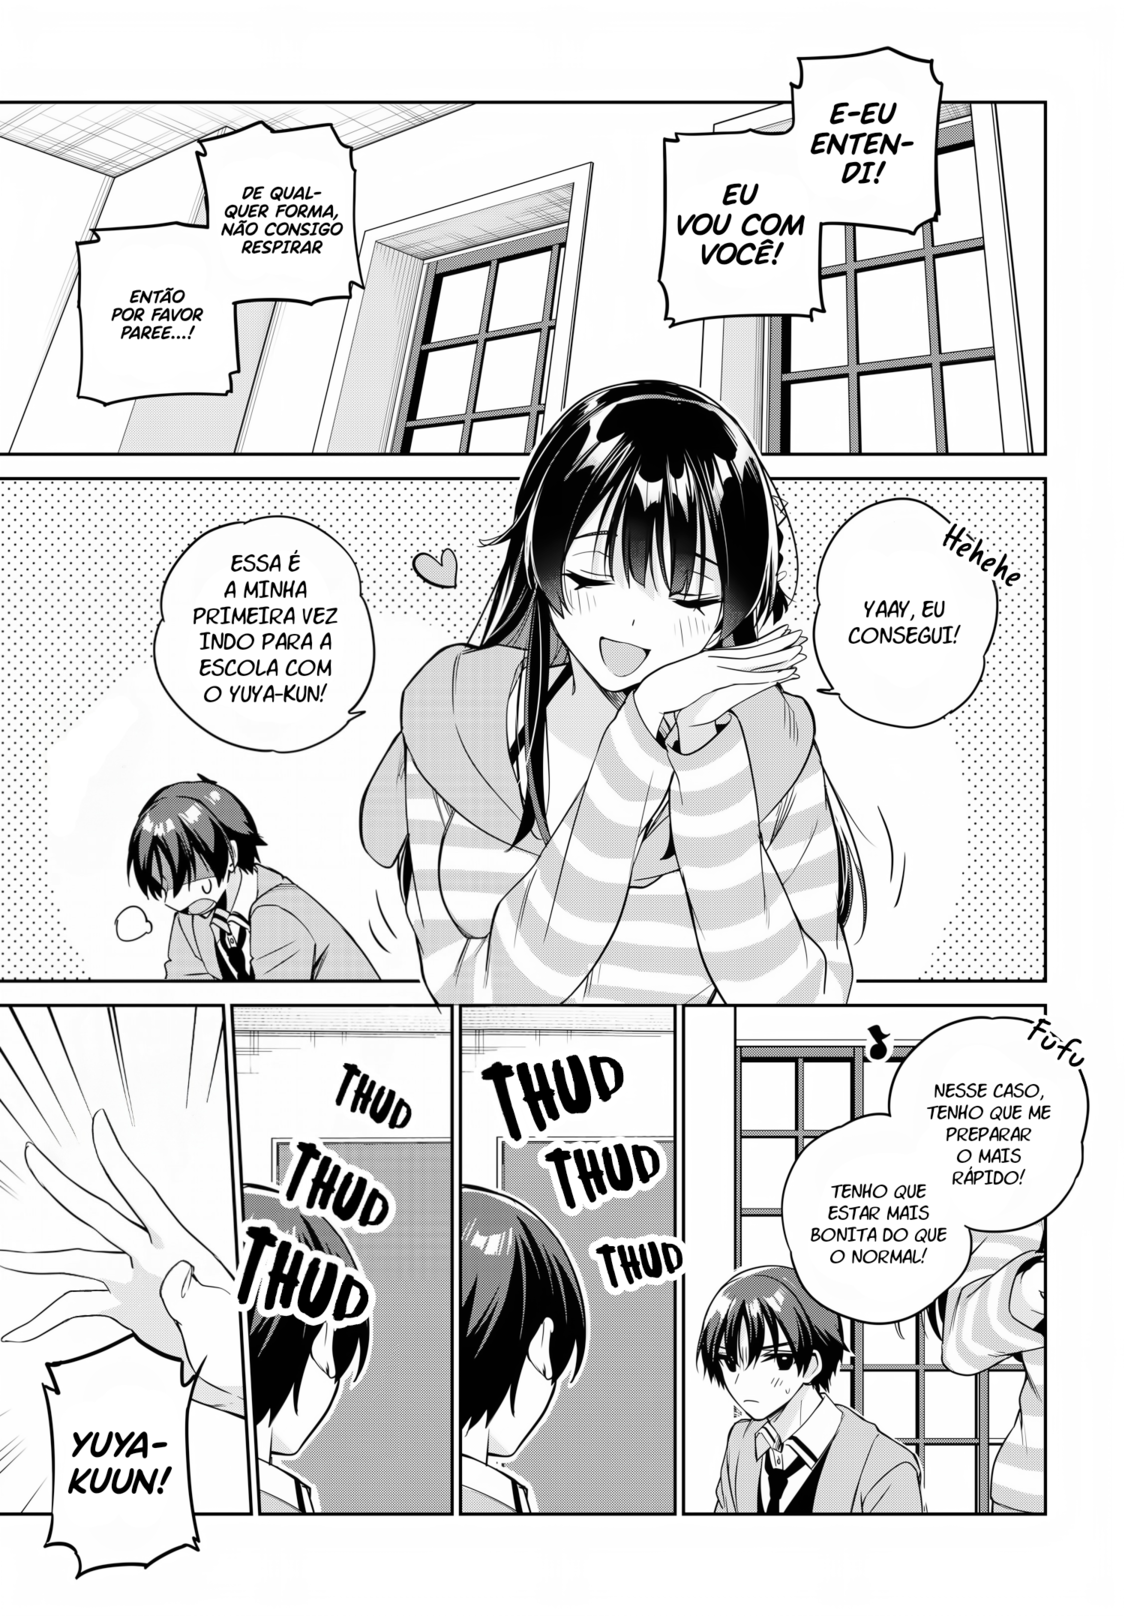 E-EU
ENTEN-
DI!
EU
VOU COM
VOCÊ!
DE QUAL-
QUER FORMA,
NÃO CONSIGO
RESPIRAR
ENTÃO
POR FAVOR
PAREE...!
Hehehe
YAAY, EU
CONSEGUI!
ESSA É
A MINHA
PRIMEIRA VEZ
INDO PARA A
ESCOLA COM
O YUYA-KUN!
Fufu
NESSE CASO,
TENHO QUE ME
PREPARAR
O MAIS
RÁPIDO!
TENHO QUE
ESTAR MAIS
BONITA DO QUE
O NORMAL!
THUD
THUD
THUD
THUD
THUD
THUD
YUYA-
KUUN!